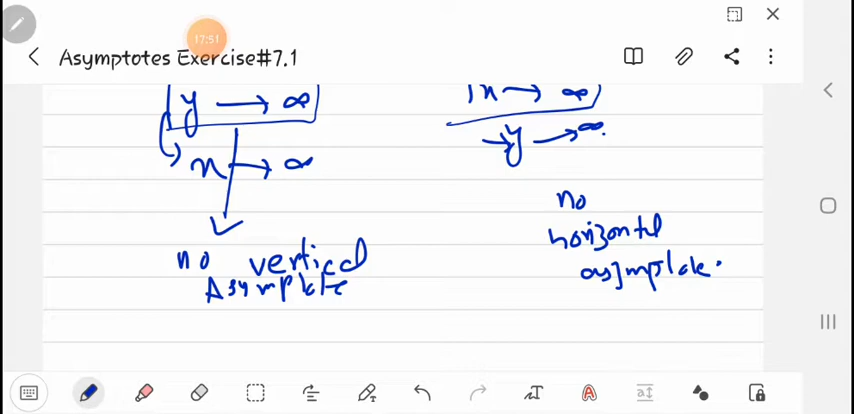 17:51
Asymptotes Exercise#7.1
y → ∞
x → ∞
no vertical
Asymptote
x → ∞
→ y → ∞.
no
horizontal
asymptote.